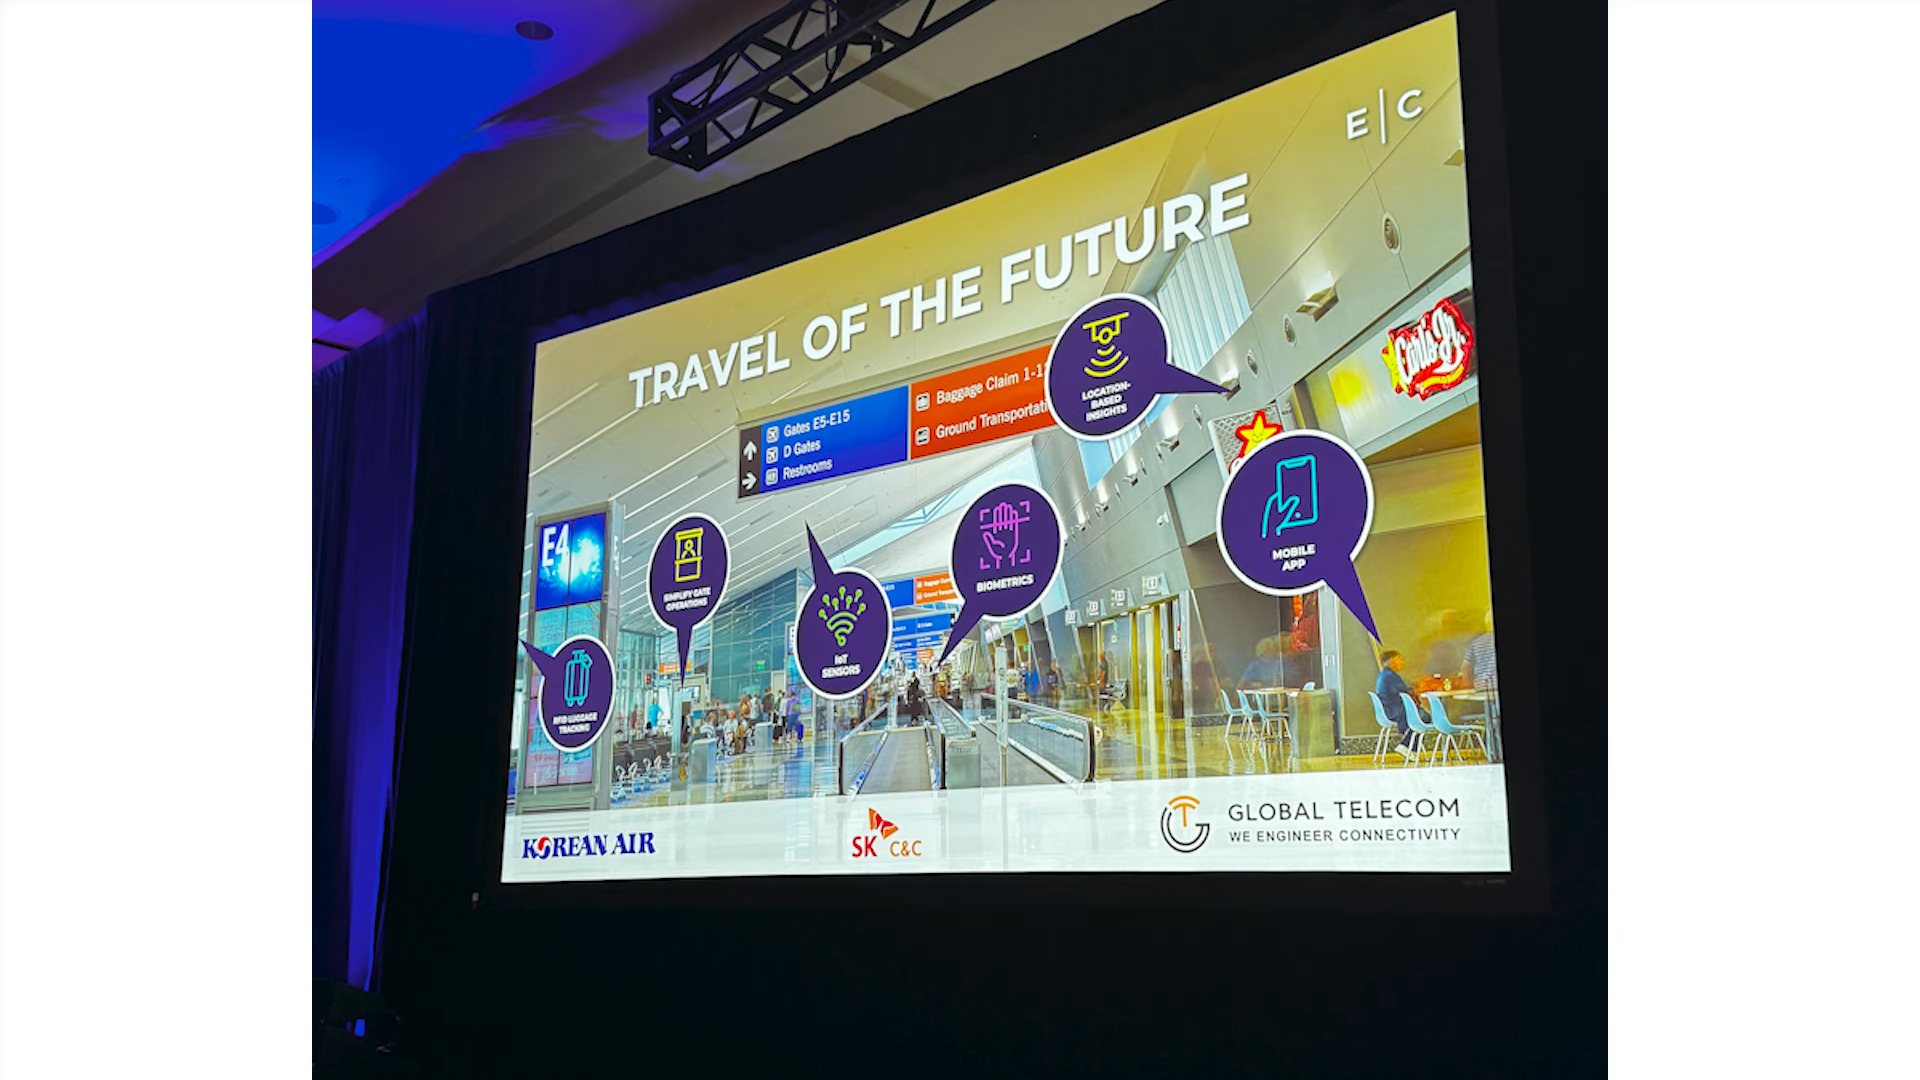 E|C
TRAVEL OF THE FUTURE
Carl's Jr.
Gates E5-E15
D Gates
Restrooms
Baggage Claim 1-1
Ground Transportati
LOCATION-
BASED
INSIGHTS
MOBILE
APP
E4
SIMPLIFY GATE
OPERATIONS
BIOMETRICS
IoT
SENSORS
RFID LUGGAGE
TRACKING
KOREAN AIR
SK C&C
GLOBAL TELECOM
WE ENGINEER CONNECTIVITY